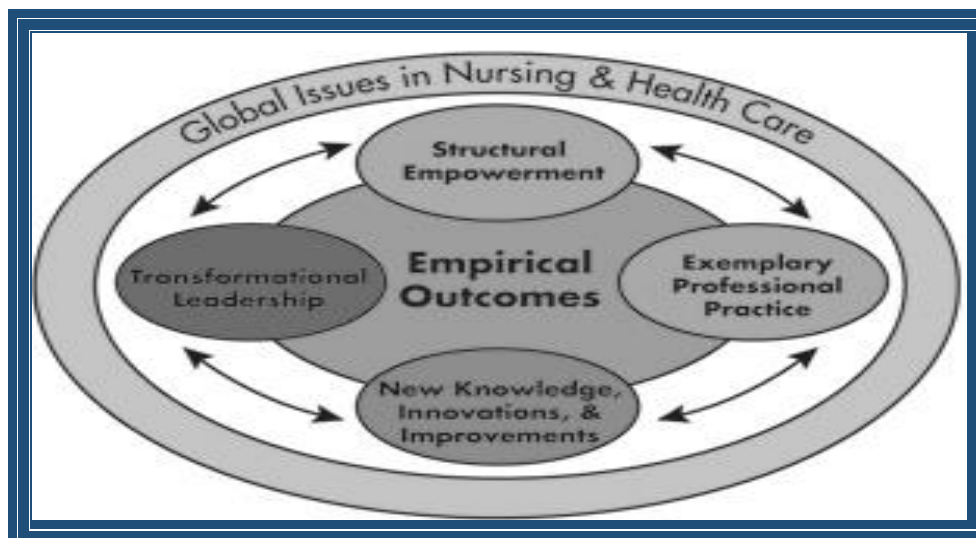 Global Issues in Nursing & Health Care
Structural
Empowerment
Transformational
Leadership
Empirical
Outcomes
Exemplary
Professional
Practice
New Knowledge,
Innovations, &
Improvements